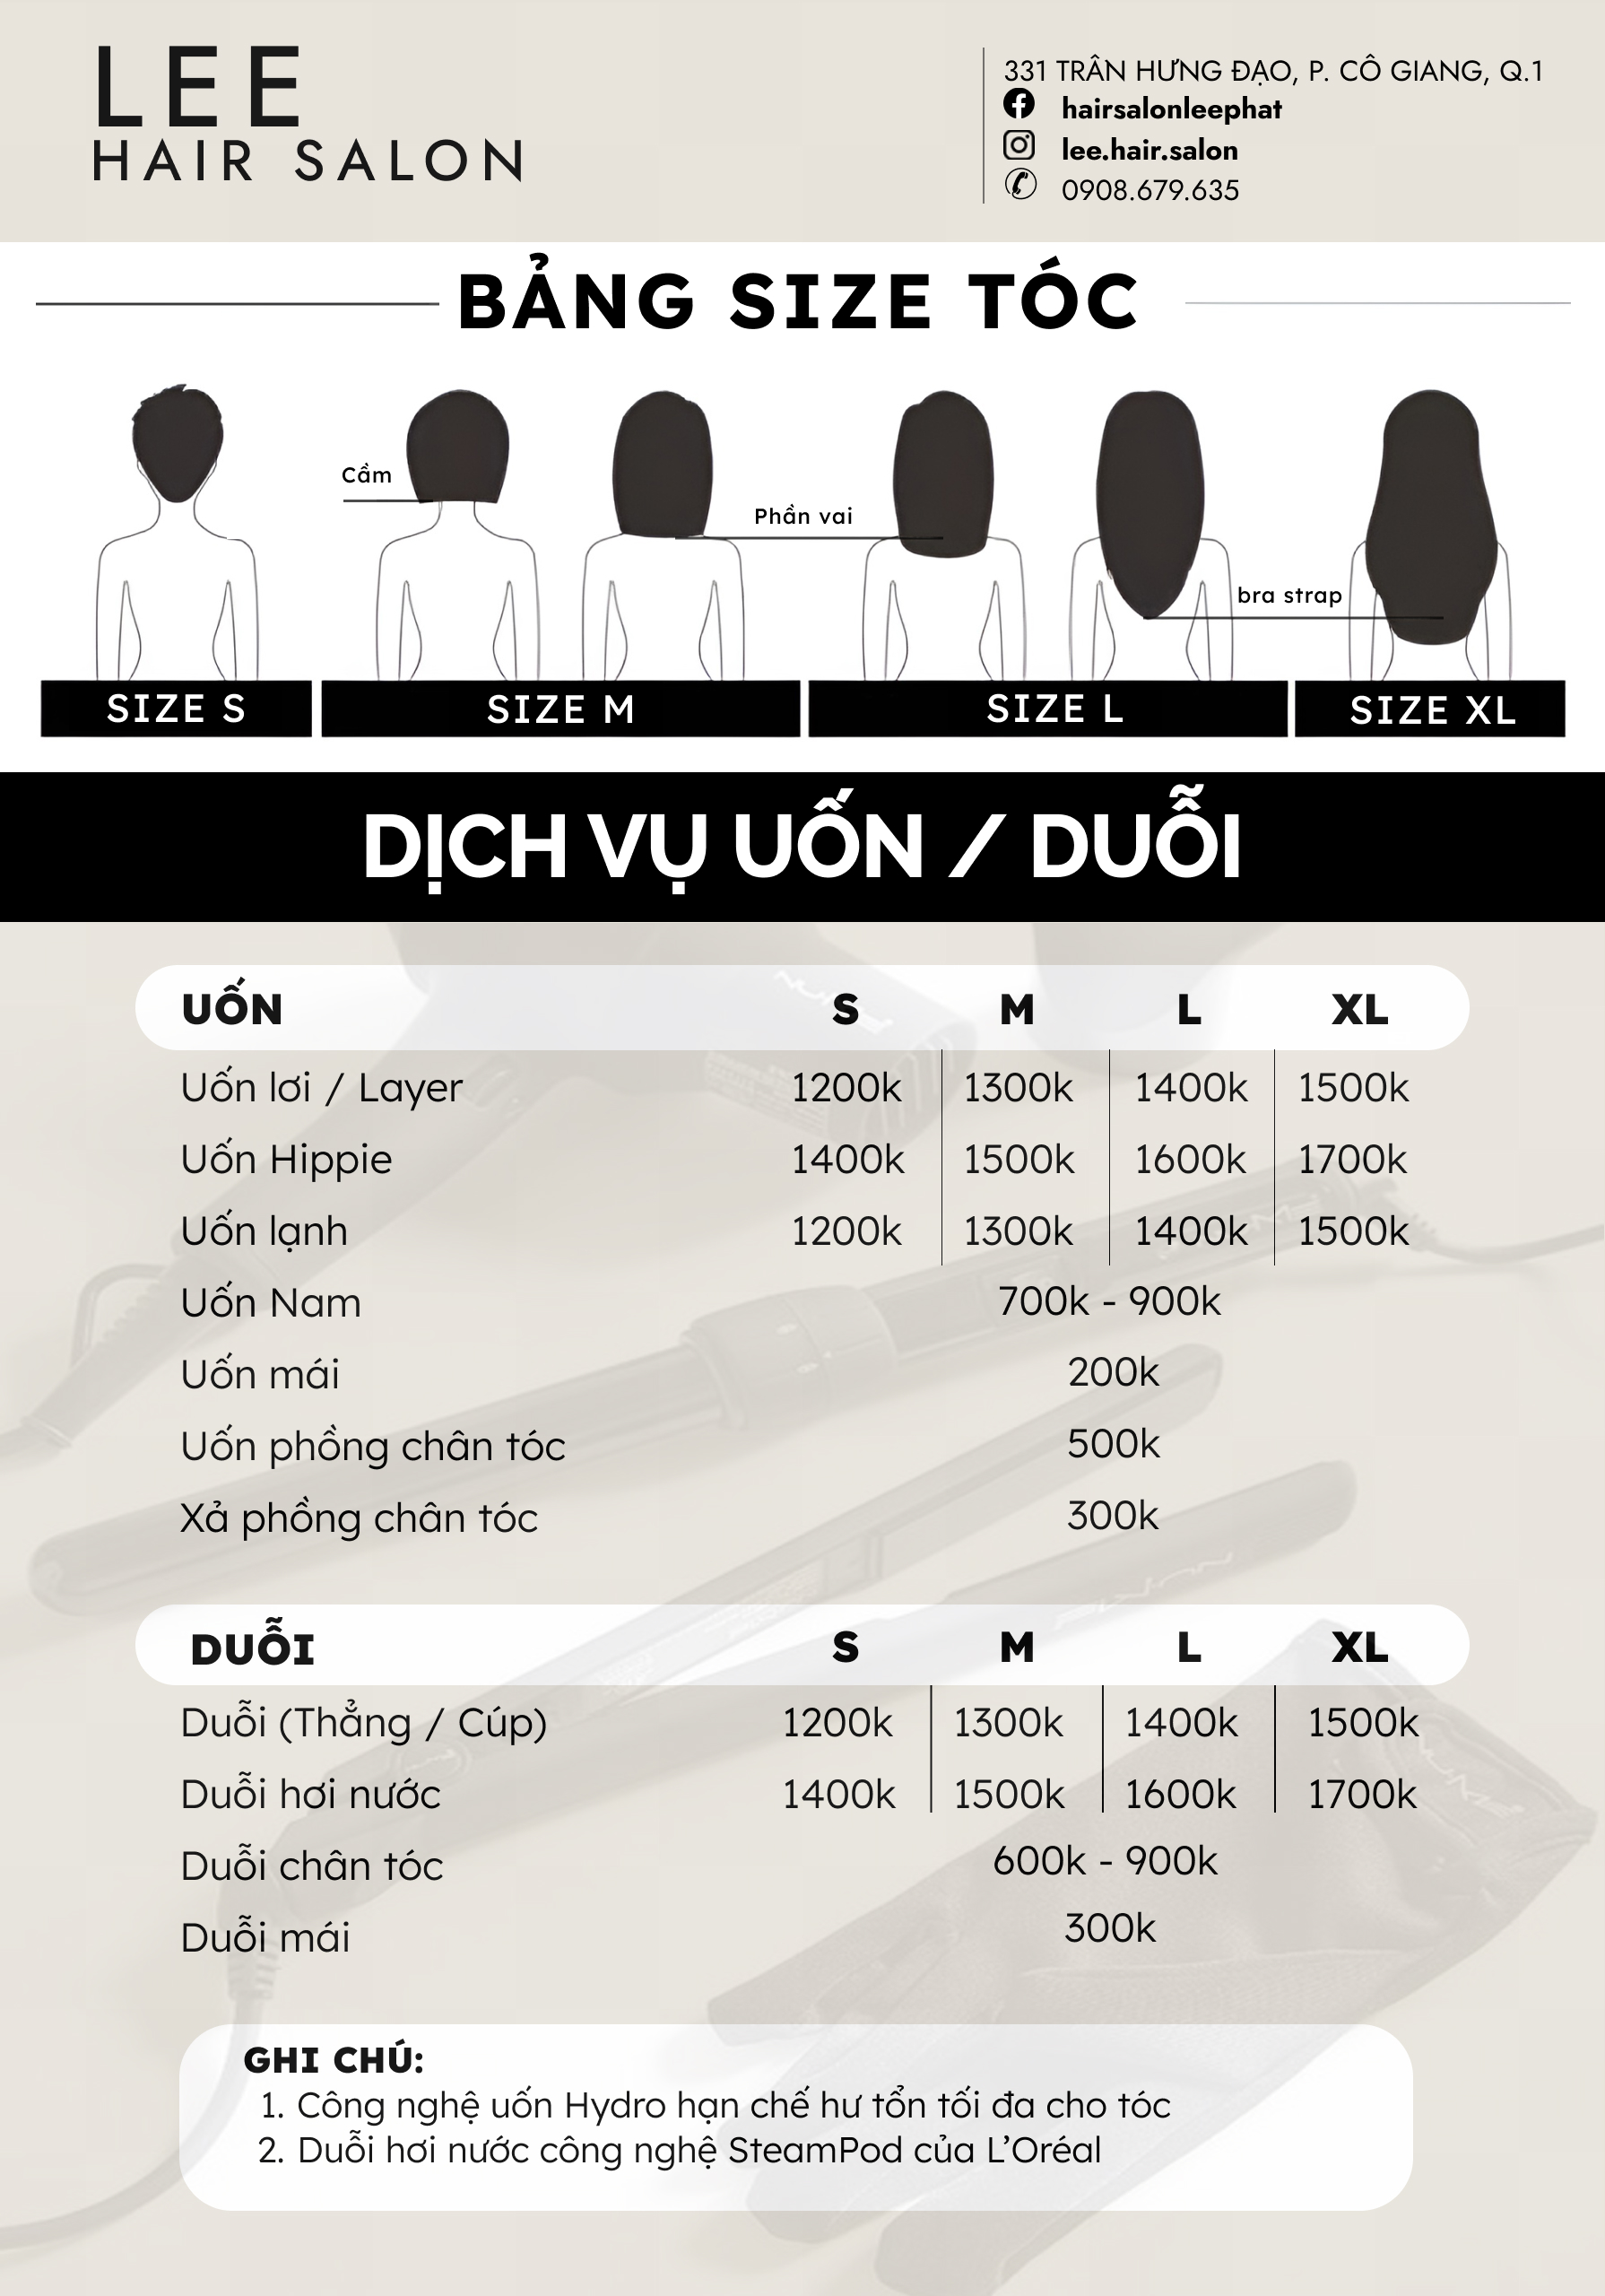 LEE
HAIR SALON
331 TRÂN HƯNG ĐẠO, P. CÔ GIANG, Q.1
hairsalonleephat
lee.hair.salon
0908.679.635
BẢNG SIZE TÓC
Cầm
Phần vai
bra strap
SIZE S
SIZE M
SIZE L
SIZE XL
DỊCH VỤ UỐN / DUỖI
UỐN S M L XL
Uốn lơi / Layer 1200k 1300k 1400k 1500k
Uốn Hippie 1400k 1500k 1600k 1700k
Uốn lạnh 1200k 1300k 1400k 1500k
Uốn Nam 700k - 900k
Uốn mái 200k
Uốn phồng chân tóc 500k
Xả phồng chân tóc 300k
DUỖI S M L XL
Duỗi (Thẳng / Cúp) 1200k 1300k 1400k 1500k
Duỗi hơi nước 1400k 1500k 1600k 1700k
Duỗi chân tóc 600k - 900k
Duỗi mái 300k
GHI CHÚ:
1. Công nghệ uốn Hydro hạn chế hư tổn tối đa cho tóc
2. Duỗi hơi nước công nghệ SteamPod của L’Oréal